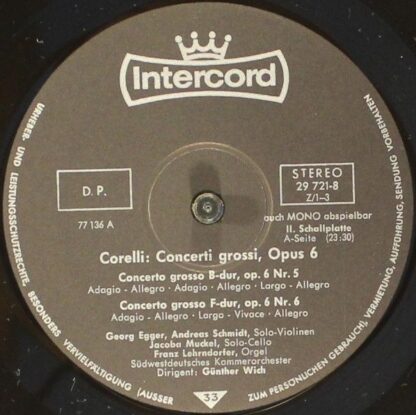 Intercord
D. P.
77 136 A
STEREO
29 721-8
Z/1-3
auch MONO abspielbar
II. Schallplatte
A-Seite (23:30)
Corelli: Concerti grossi, Opus 6
Concerto grosso B-dur, op. 6 Nr. 5
Adagio - Allegro - Adagio - Allegro - Largo - Allegro
Concerto grosso F-dur, op. 6 Nr. 6
Adagio - Allegro - Largo - Vivace - Allegro
Georg Egger, Andreas Schmidt, Solo-Violinen
Jacoba Muckel, Solo-Cello
Franz Lehrndorfer, Orgel
Südwestdeutsches Kammerorchester
Dirigent: Günther Wich
33
URHEBER- UND LEISTUNGSSCHUTZRECHTE, BESONDERS VERVIELFÄLTIGUNG (AUSSER
ZUM PERSÖNLICHEN GEBRAUCH), VERMIETUNG, AUFFÜHRUNG, SENDUNG VORBEHALTEN